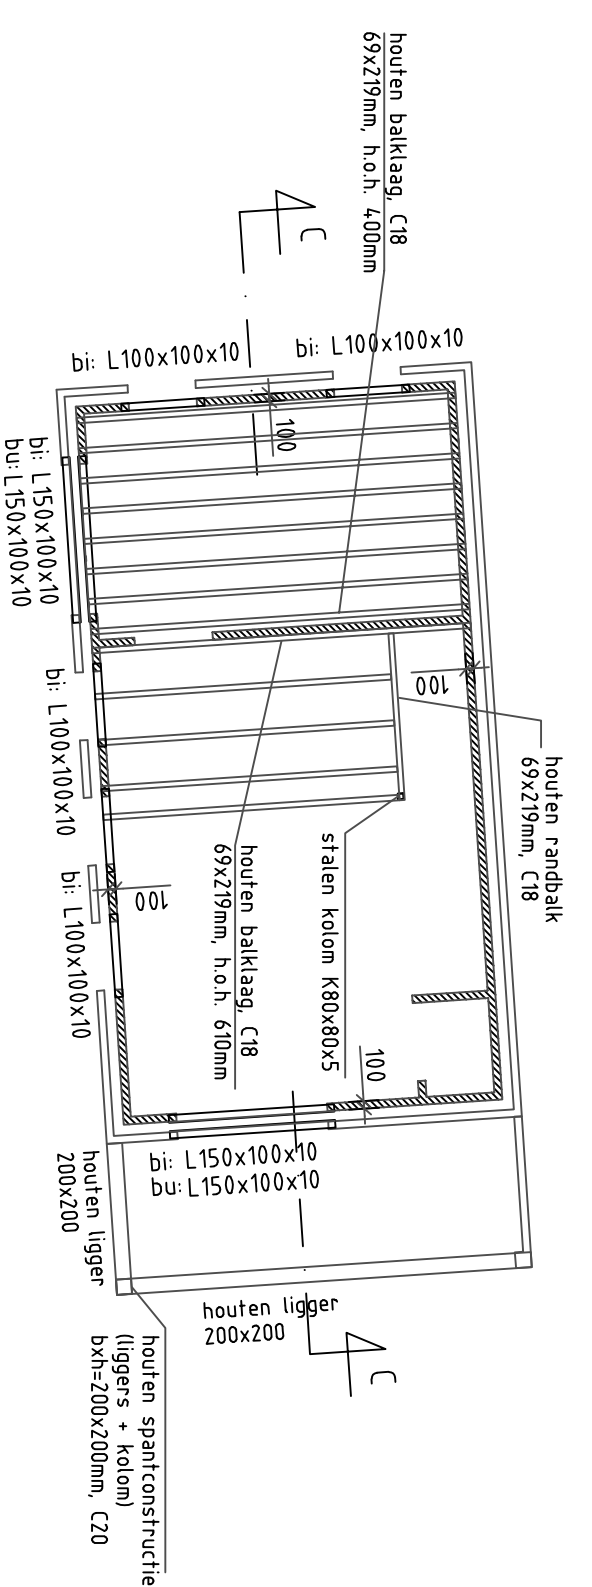 houten balklaag, C18
69x219mm, h.o.h. 400mm
C
bi: L100x100x10
bi: L100x100x10
100
bi: L150x100x10
bu: L150x100x10
100
bi: L100x100x10
houten randbalk
69x219mm, C18
stalen kolom K80x80x5
houten balklaag, C18
69x219mm, h.o.h. 610mm
bi: L100x100x10
100
100
bi: L150x100x10
bu: L150x100x10
houten ligger
200x200
houten ligger
200x200
C
houten spantconstructie
(liggers + kolom)
bxh=200x200mm, C20